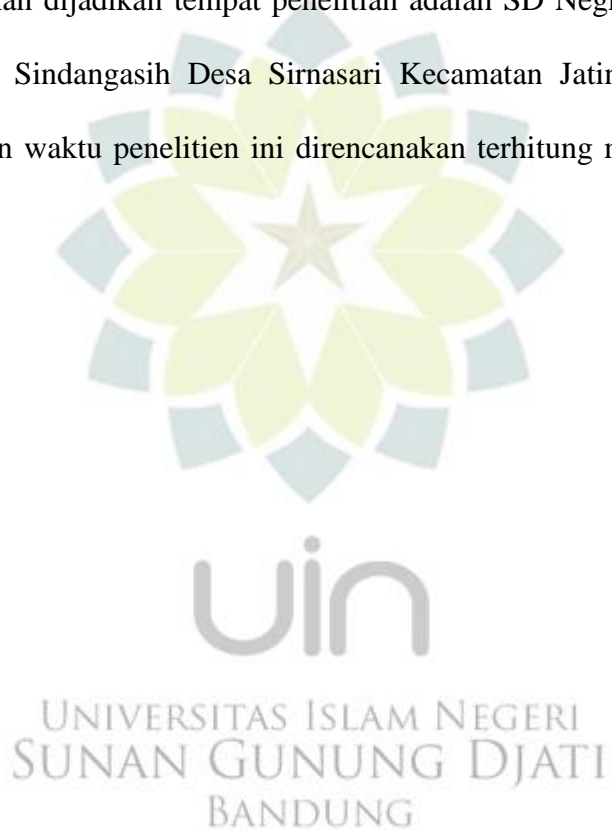 dijadikan tempat penelitian adalah SD Neg
Sindangasih Desa Sirnasari Kecamatan Jatin
waktu penelitien ini direncanakan terhitung
uin
UNIVERSITAS ISLAM NEGERI
SUNAN GUNUNG DJATI
BANDUNG